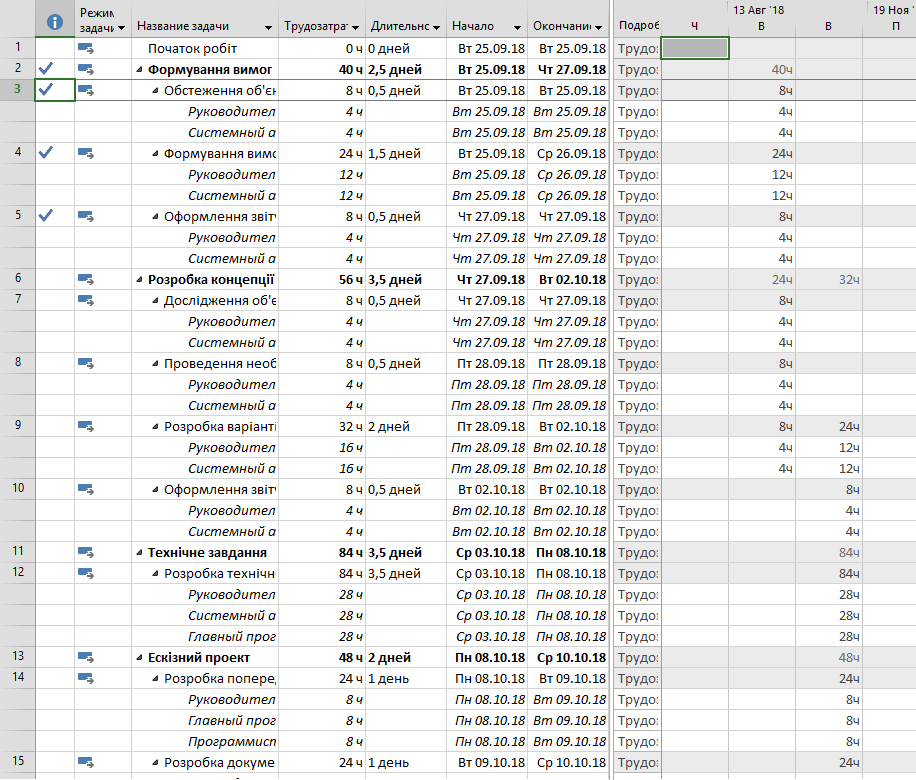 Режим задачи Название задачи Трудозатрат Длительнс Начало Окончание Подроб 13 Авг '18 19 Ноя '
Ч В В П
1 Початок робіт 0 ч 0 дней Вт 25.09.18 Вт 25.09.18 Трудоз
2 Формування вимог 40 ч 2,5 дней Вт 25.09.18 Чт 27.09.18 Трудоз 40ч
3 Обстеження об'єк 8 ч 0,5 дней Вт 25.09.18 Вт 25.09.18 Трудоз 8ч
Руководител 4 ч Вт 25.09.18 Вт 25.09.18 Трудоз 4ч
Системный а 4 ч Вт 25.09.18 Вт 25.09.18 Трудоз 4ч
4 Формування вимо 24 ч 1,5 дней Вт 25.09.18 Ср 26.09.18 Трудоз 24ч
Руководител 12 ч Вт 25.09.18 Ср 26.09.18 Трудоз 12ч
Системный а 12 ч Вт 25.09.18 Ср 26.09.18 Трудоз 12ч
5 Оформлення звіт 8 ч 0,5 дней Чт 27.09.18 Чт 27.09.18 Трудоз 8ч
Руководител 4 ч Чт 27.09.18 Чт 27.09.18 Трудоз 4ч
Системный а 4 ч Чт 27.09.18 Чт 27.09.18 Трудоз 4ч
6 Розробка концепції 56 ч 3,5 дней Чт 27.09.18 Вт 02.10.18 Трудоз 24ч 32ч
7 Дослідження об'є 8 ч 0,5 дней Чт 27.09.18 Чт 27.09.18 Трудоз 8ч
Руководител 4 ч Чт 27.09.18 Чт 27.09.18 Трудоз 4ч
Системный а 4 ч Чт 27.09.18 Чт 27.09.18 Трудоз 4ч
8 Проведення необ 8 ч 0,5 дней Пт 28.09.18 Пт 28.09.18 Трудоз 8ч
Руководител 4 ч Пт 28.09.18 Пт 28.09.18 Трудоз 4ч
Системный а 4 ч Пт 28.09.18 Пт 28.09.18 Трудоз 4ч
9 Розробка варіанті 32 ч 2 дней Пт 28.09.18 Вт 02.10.18 Трудоз 8ч 24ч
Руководител 16 ч Пт 28.09.18 Вт 02.10.18 Трудоз 4ч 12ч
Системный а 16 ч Пт 28.09.18 Вт 02.10.18 Трудоз 4ч 12ч
10 Оформлення звіт 8 ч 0,5 дней Вт 02.10.18 Вт 02.10.18 Трудоз 8ч
Руководител 4 ч Вт 02.10.18 Вт 02.10.18 Трудоз 4ч
Системный а 4 ч Вт 02.10.18 Вт 02.10.18 Трудоз 4ч
11 Технічне завдання 84 ч 3,5 дней Ср 03.10.18 Пн 08.10.18 Трудоз 84ч
12 Розробка технічн 84 ч 3,5 дней Ср 03.10.18 Пн 08.10.18 Трудоз 84ч
Руководител 28 ч Ср 03.10.18 Пн 08.10.18 Трудоз 28ч
Системный а 28 ч Ср 03.10.18 Пн 08.10.18 Трудоз 28ч
Главный прог 28 ч Ср 03.10.18 Пн 08.10.18 Трудоз 28ч
13 Ескізний проект 48 ч 2 дней Пн 08.10.18 Ср 10.10.18 Трудоз 48ч
14 Розробка поперед 24 ч 1 день Пн 08.10.18 Вт 09.10.18 Трудоз 24ч
Руководител 8 ч Пн 08.10.18 Вт 09.10.18 Трудоз 8ч
Главный прог 8 ч Пн 08.10.18 Вт 09.10.18 Трудоз 8ч
Программист 8 ч Пн 08.10.18 Вт 09.10.18 Трудоз 8ч
15 Розробка докуме 24 ч 1 день Вт 09.10.18 Ср 10.10.18 Трудоз 24ч